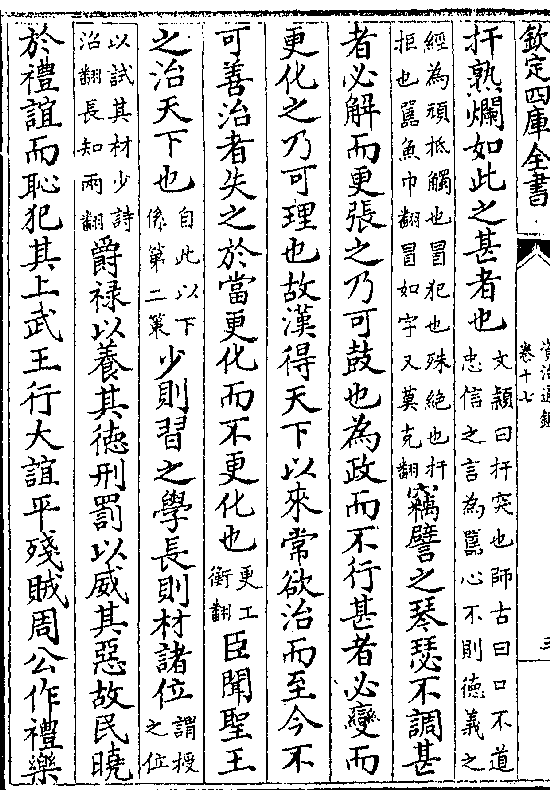 欽定四庫全書
資治通鑑
卷十七
三
扞熟爛如此之甚者也文穎曰扞突也師古曰口不道忠信之言為嚚心不則德義之
經為頑抵觸也冒犯也殊絶也扞拒也嚚魚巾翻冒如字又莫克翻竊譬之琴瑟不調甚
者必解而更張之乃可鼓也為政而不行甚者必變而
更化之乃可理也故漢得天下以來常欲治而至今不
可善治者失之於當更化而不更化也更工衡翻臣聞聖王
之治天下也自此以下係第二策少則習之學長則材諸位謂授之位
以試其材少詩沼翻長知兩翻爵禄以養其德刑罰以威其惡故民曉
於禮誼而恥犯其上武王行大誼平殘賊周公作禮樂